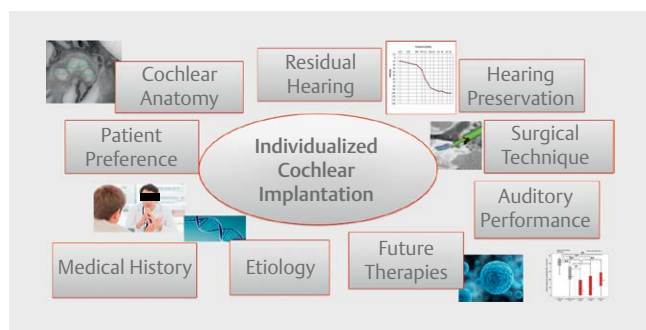 Cochlear
Anatomy
Residual
Hearing
Hearing
Preservation
Patient
Preference
Individualized
Cochlear
Implantation
Surgical
Technique
Auditory
Performance
Medical History
Etiology
Future
Therapies